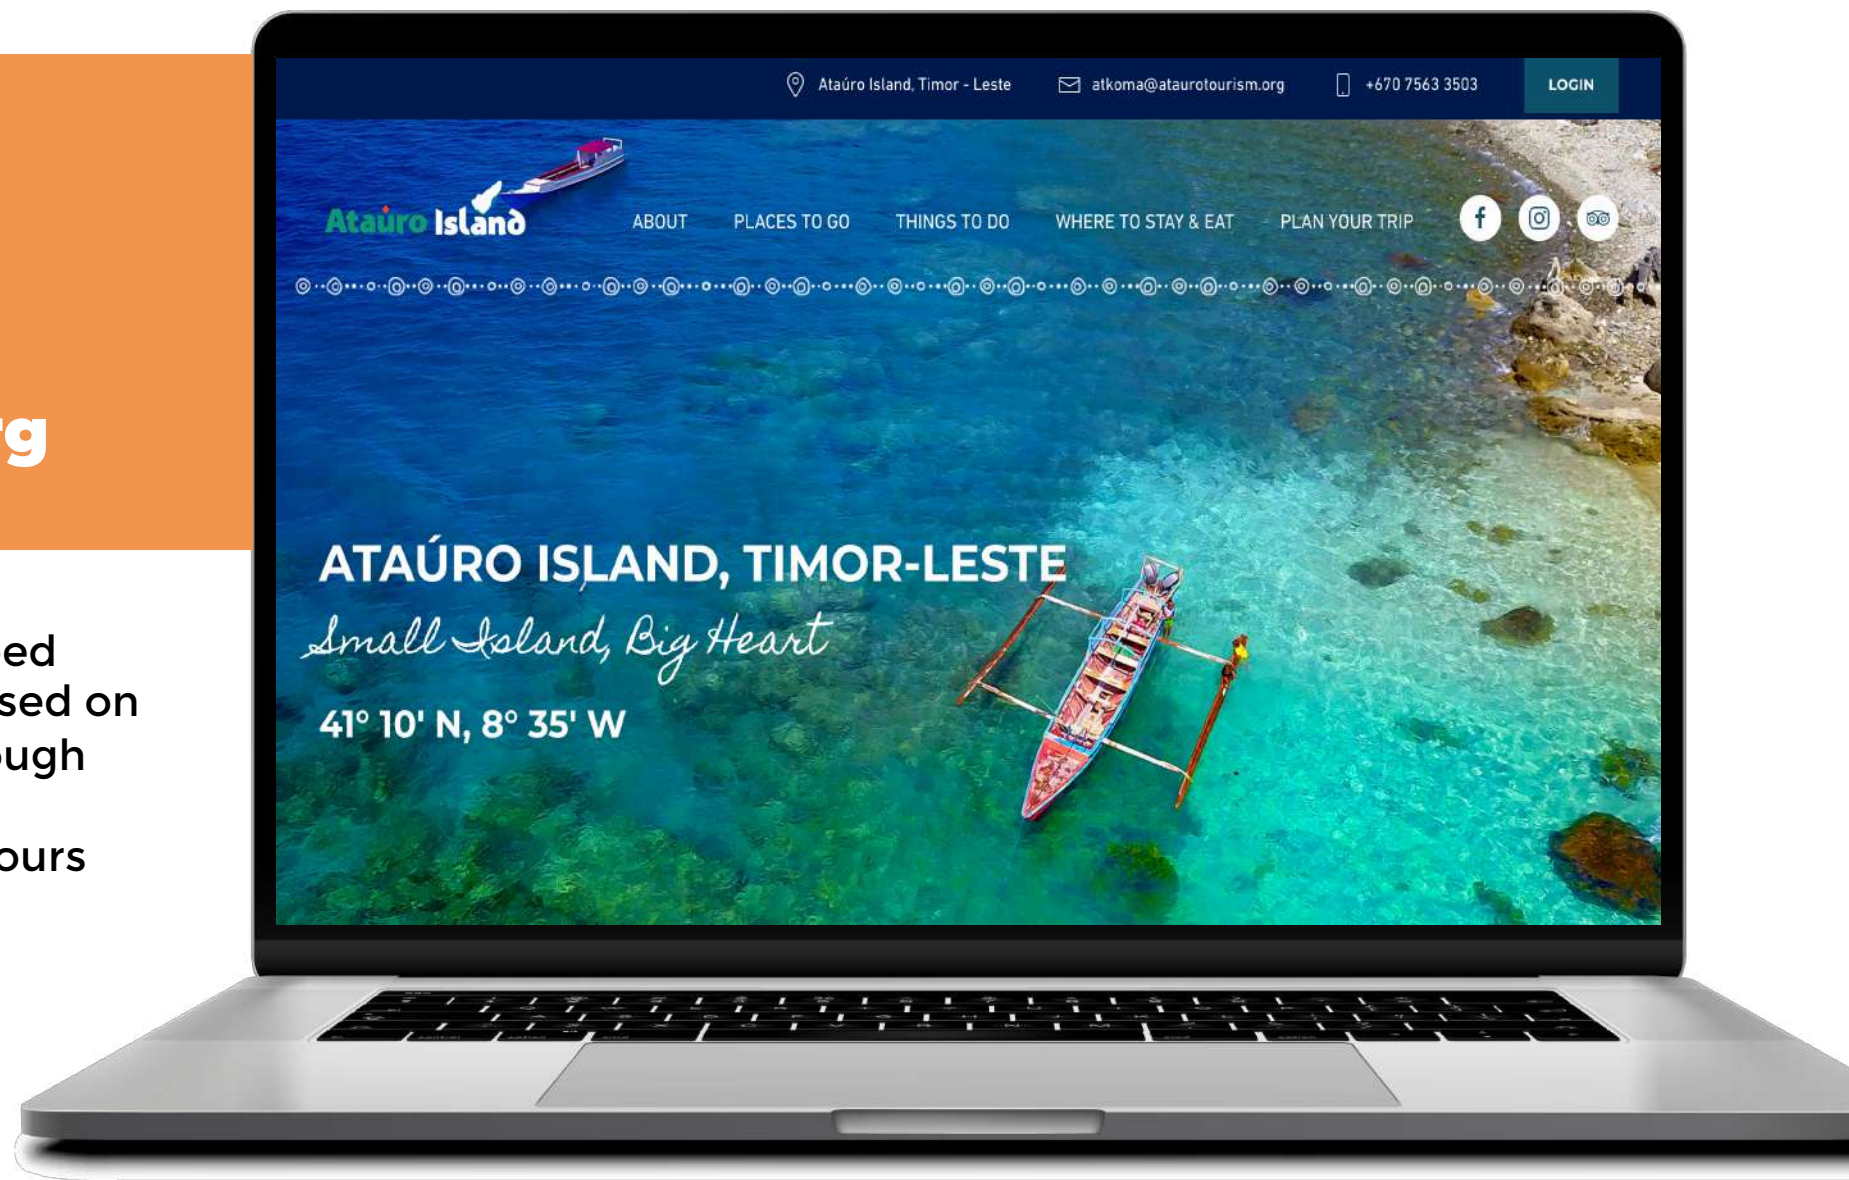 Ataúro Island, Timor - Leste
atkoma@ataurotourism.org
+670 7563 3503
LOGIN
Ataúro Island
ABOUT
PLACES TO GO
THINGS TO DO
WHERE TO STAY & EAT
PLAN YOUR TRIP
ATAÚRO ISLAND, TIMOR-LESTE
Small Island, Big Heart
41° 10' N, 8° 35' W
rg
sed on
ough
ours